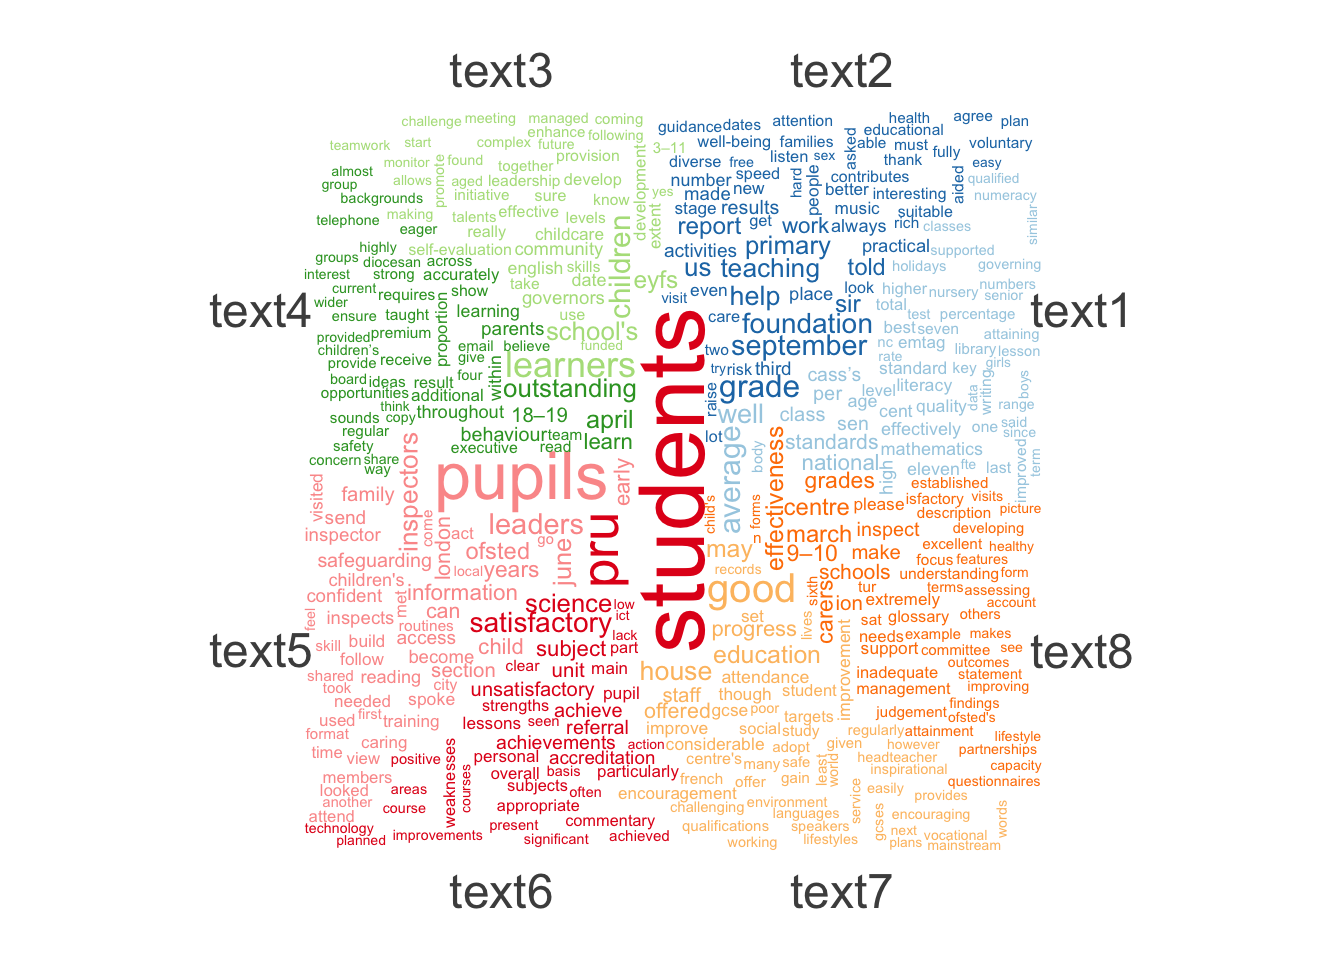 text3 text2
challenge meeting managed coming
health agree plan
enhance following
guidance dates attention
educational
teamwork start complex future
3–11 well-being families able must fully voluntary
asked
monitor found together provision
diverse free listen sex thank easy
almost
allows promote aged leadership develop
number speed hard people contributes aided qualified
group
backgrounds initiative sure know development yes
made new better interesting numeracy
making talents effective levels extent
stage results music suitable similar
telephone eager really childcare children
report get work always rich classes
highly self-evaluation community
activities primary practical supported
groups diocesan across english skills
us teaching told holidays governing
interest strong accurately take date eyfs
current requires show governors
visit even help place look higher nursery numbers senior
wider
ensure taught proportion learning use
care sir total test percentage
text4 text1
provided premium parents school's
foundation best seven attaining
children’s email believe funded
two september nc emtag library lesson
provide receive give within learners
rate girls
try risk third cass’s standard key
board ideas result four outstanding
raise grade per level literacy data writing boys
opportunities additional
age
think
sounds copy throughout 18–19 april
well class cent quality range
regular behaviour team learn
lot sen effectively one said since
safety executive read
body standards mathematics
concern share way
average national high eleven fte last improved term
inspectors pupils early students
effectiveness grades established
visited family
child's forms centre please isfactory visits
send come leaders
description picture
inspector london act go
n march inspect developing
ofsted june pru
may 9–10 make excellent healthy
safeguarding local years
records schools focus features
children's
understanding form
confident met information
good sixth tur terms assessing
science low
carers ion extremely account
feel inspects routines can satisfactory ict
set lives sat glossary others
skill build access child subject lack part
progress needs example makes
support committee see
text5 text8
follow become
education outcomes
shared reading section clear unit main
house attendance improvement inadequate statement
took city
management improving
needed spoke unsatisfactory pupil
staff though student
findings
used first training strengths achieve
offered gcse poor targets judgement ofsted's
format lessons seen referral
improve social study regularly attainment lifestyle
caring achievements action
considerable adopt given however partnerships
time view positive weaknesses personal accreditation
centre's many safe least world headteacher capacity
members overall basis particularly
french offer gain inspirational questionnaires
looked areas courses subjects often
encouragement easily
another course appropriate
challenging environment service provides
attend
languages encouraging words
technology present commentary
qualifications speakers gcses next vocational
planned improvements significant achieved
working lifestyles plans mainstream
text6 text7